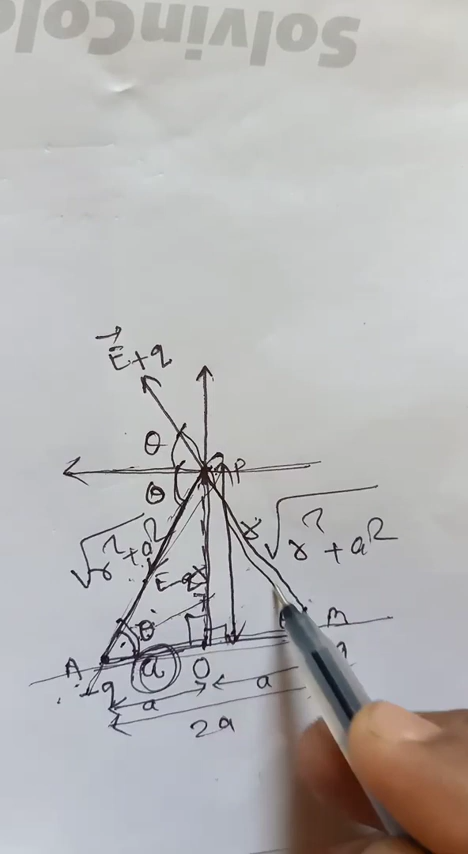 SolvinCol
E+q
θ
P
θ
√r²+a²
r
√r²+a²
E-q
r
θ
A
a
O
B
-q
a
a
2a